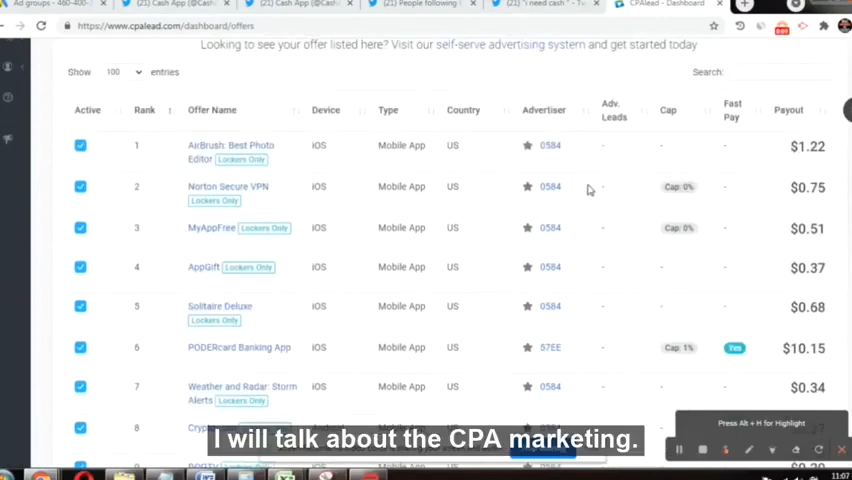 Ad groups - 460-400-
(21) Cash App (@Cash
(21) Cash App (@Cash
(21) People following
(21) "i need cash " - Tw
CPAlead - Dashboard
https://www.cpalead.com/dashboard/offers
Looking to see your offer listed here? Visit our self-serve advertising system and get started today
Show 100 entries Search:
Active Rank Offer Name Device Type Country Advertiser Adv. Leads Cap Fast Pay Payout
1 AirBrush: Best Photo Editor Lockers Only iOS Mobile App US 0584 - - - $1.22
2 Norton Secure VPN Lockers Only iOS Mobile App US 0584 - Cap: 0% - $0.75
3 MyAppFree Lockers Only iOS Mobile App US 0584 - Cap: 0% - $0.51
4 AppGift Lockers Only iOS Mobile App US 0584 - - - $0.37
5 Solitaire Deluxe Lockers Only iOS Mobile App US 0584 - - - $0.68
6 PODERcard Banking App iOS Mobile App US 57EE - Cap: 1% Yes $10.15
7 Weather and Radar: Storm Alerts Lockers Only iOS Mobile App US 0584 - - - $0.34
8
Press Alt + H for Highlight
I will talk about the CPA marketing.
11:07